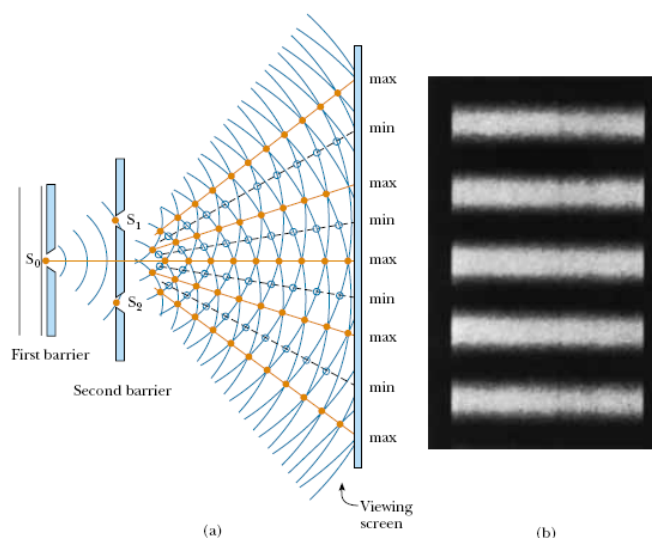 max
min
max
S1
min
S0
max
S2
min
First barrier
max
Second barrier
min
max
Viewing
screen
(a)
(b)